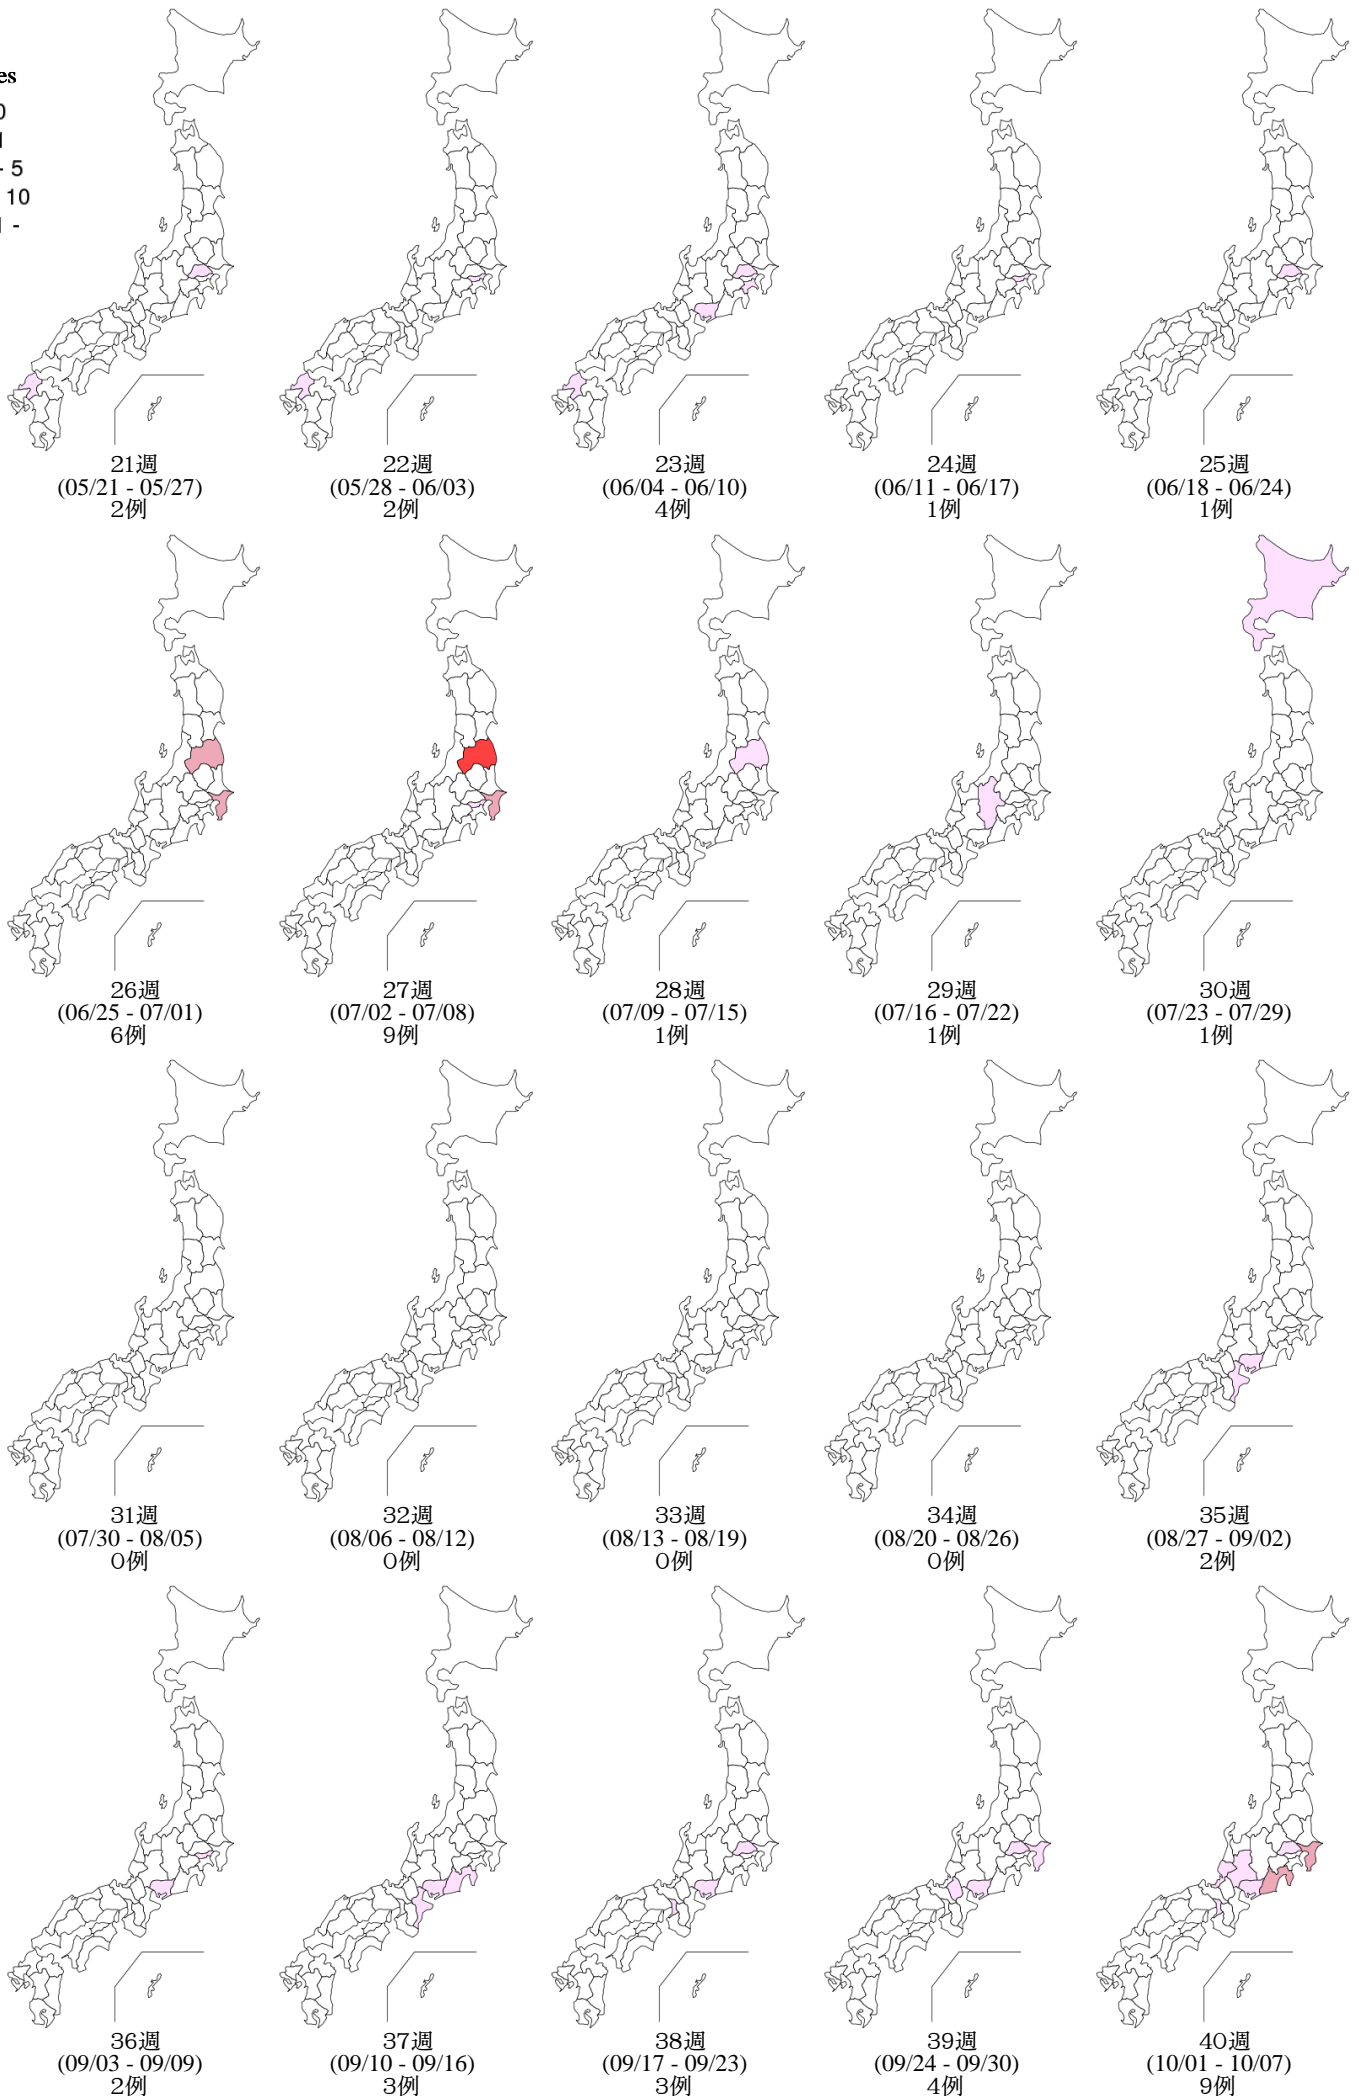 es
0
1
- 5
10
1 -
21週
(05/21 - 05/27)
2例
22週
(05/28 - 06/03)
2例
23週
(06/04 - 06/10)
4例
24週
(06/11 - 06/17)
1例
25週
(06/18 - 06/24)
1例
26週
(06/25 - 07/01)
6例
27週
(07/02 - 07/08)
9例
28週
(07/09 - 07/15)
1例
29週
(07/16 - 07/22)
1例
30週
(07/23 - 07/29)
1例
31週
(07/30 - 08/05)
0例
32週
(08/06 - 08/12)
0例
33週
(08/13 - 08/19)
0例
34週
(08/20 - 08/26)
0例
35週
(08/27 - 09/02)
2例
36週
(09/03 - 09/09)
2例
37週
(09/10 - 09/16)
3例
38週
(09/17 - 09/23)
3例
39週
(09/24 - 09/30)
4例
40週
(10/01 - 10/07)
9例